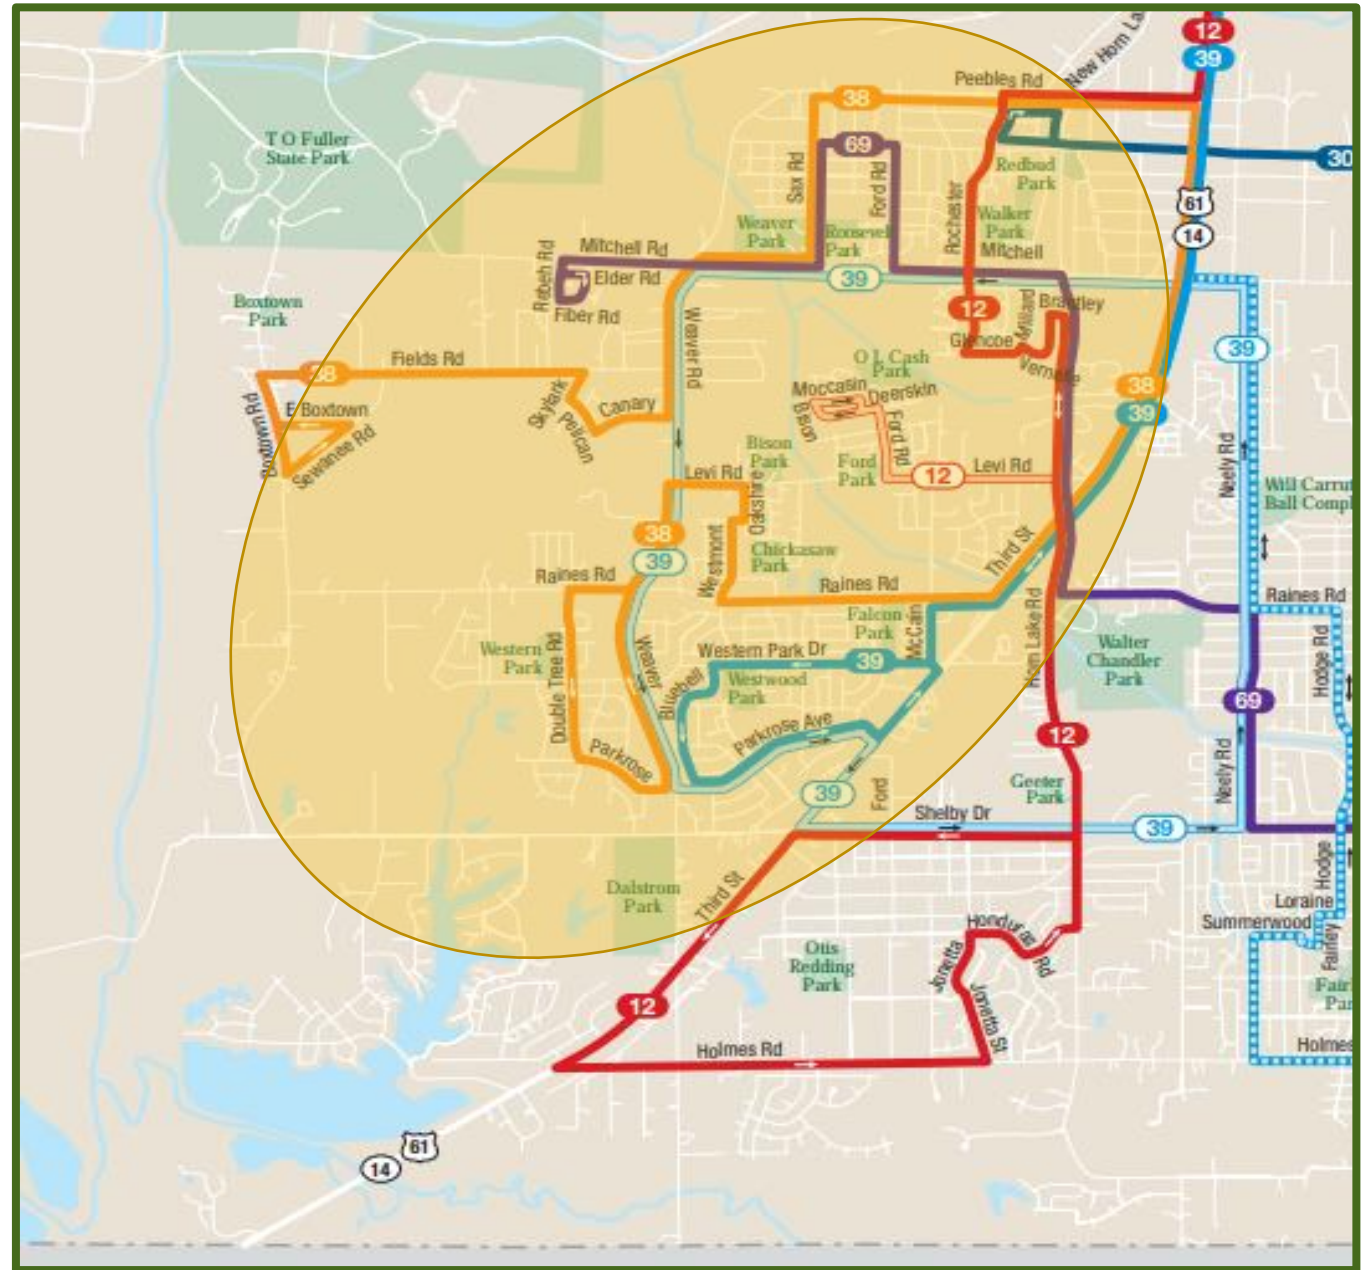 12
39
New Horn La
Peebles Rd
38
T O Fuller
State Park
69
30
Sax Rd
Ford Rd
Redbud
Park
Rochester
61
Weaver
Park
Roosevel
Park
Walker
Park
14
Mitchell Rd
Mitchell
Rebeh Rd
Elder Rd
39
Fiber Rd
Boxtown
Park
12
Millard
Brantley
Weaver Rd
Glencoe
39
Fields Rd
O L Cash
Park
38
38
Moccasin
Deerskin
Skylark
Canary
Bison
39
E Boxtown
Pelican
Ford Rd
Boxtown Rd
Sewanee Rd
Bison
Park
Ford
Park
12
Levi Rd
Neely Rd
Levi Rd
Oakshire
Will Carru
Ball Compl
38
39
Westmont
Chickasaw
Park
Third St
Raines Rd
Raines Rd
Raines Rd
Falcon
Park
McCain
Horn Lake Rd
Walter
Chandler
Park
Hodge Rd
Western
Park
Double Tree Rd
Weaver
Western Park Dr
39
Bluebell
Westwood
Park
69
Parkrose Ave
12
Parkrose
Neely Rd
39
Ford
Geeter
Park
Shelby Dr
39
Hodge
Dalstrom
Park
Third St
Loraine
Honduras
Rd
Summerwood
Otis
Redding
Park
Jonetta
Fairley
12
Jonetta St
Fair
Par
Holmes Rd
Holmes
61
14